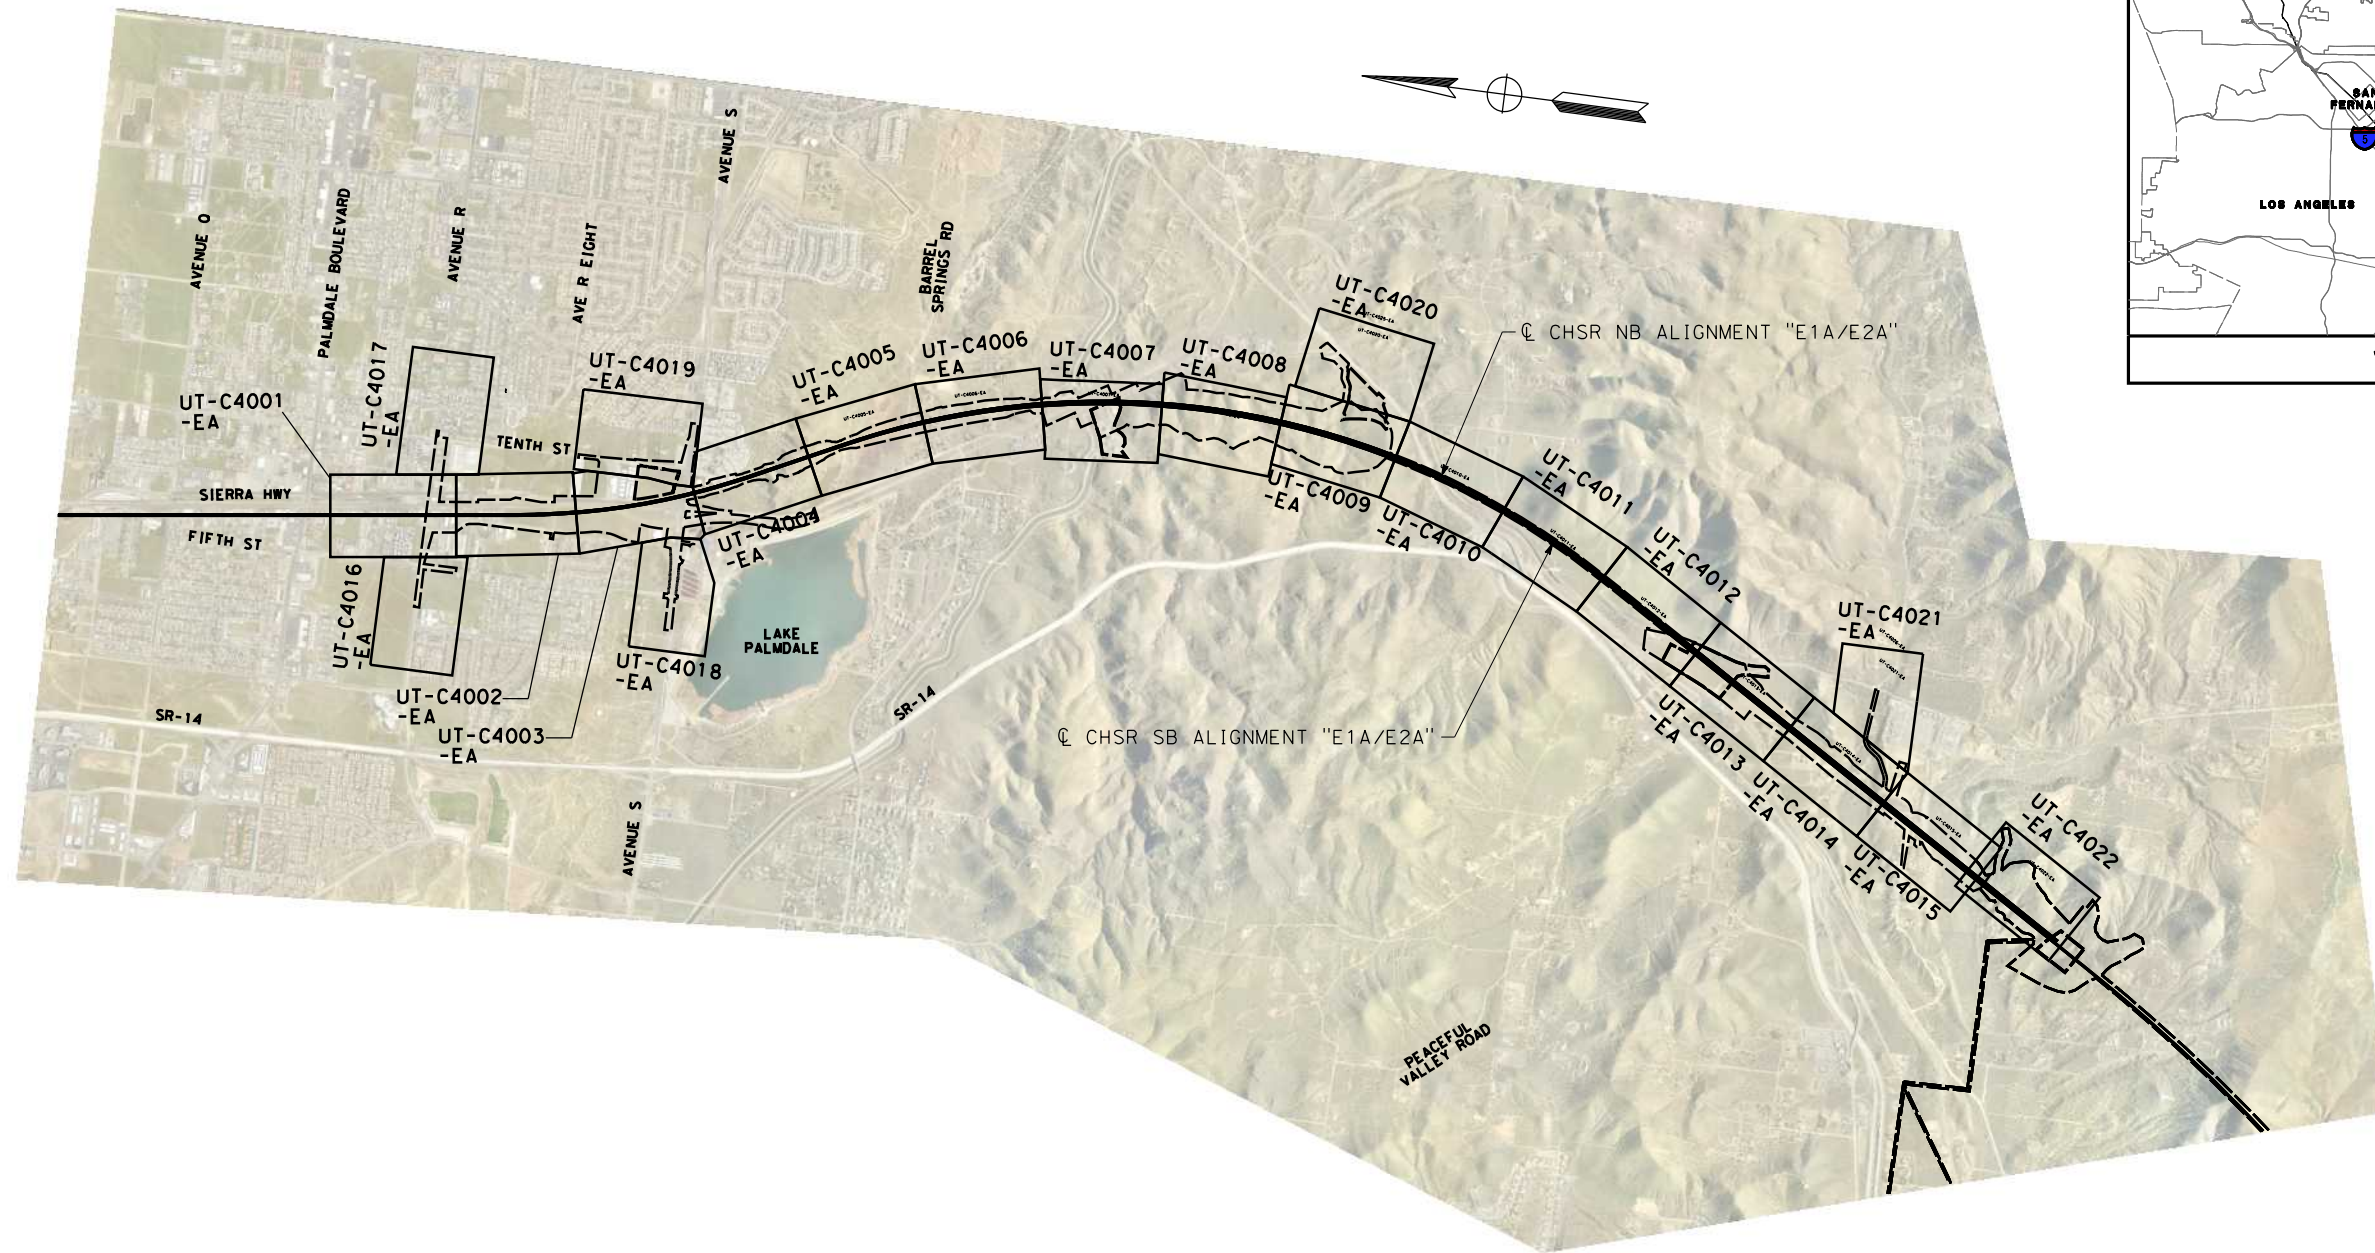 SAN
FERNA
5
LOS ANGELES
AVENUE S
AVENUE Q
PALMDALE BOULEVARD
AVENUE R
AVE R EIGHT
BARREL
SPRINGS RD
UT-C4020
-EA
₵ CHSR NB ALIGNMENT "E1A/E2A"
UT-C4017
-EA
UT-C4019
-EA
UT-C4005
-EA
UT-C4006
-EA
UT-C4007
-EA
UT-C4008
-EA
UT-C4001
-EA
TENTH ST
SIERRA HWY
FIFTH ST
UT-C4004
-EA
UT-C4009
-EA
UT-C4010
-EA
UT-C4011
-EA
UT-C4012
-EA
UT-C4016
-EA
UT-C4018
-EA
LAKE
PALMDALE
UT-C4021
-EA
UT-C4002
-EA
UT-C4003
-EA
SR-14
SR-14
₵ CHSR SB ALIGNMENT "E1A/E2A"
UT-C4013
-EA
UT-C4014
-EA
UT-C4015
-EA
UT-C4022
-EA
AVENUE S
PEACEFUL
VALLEY ROAD